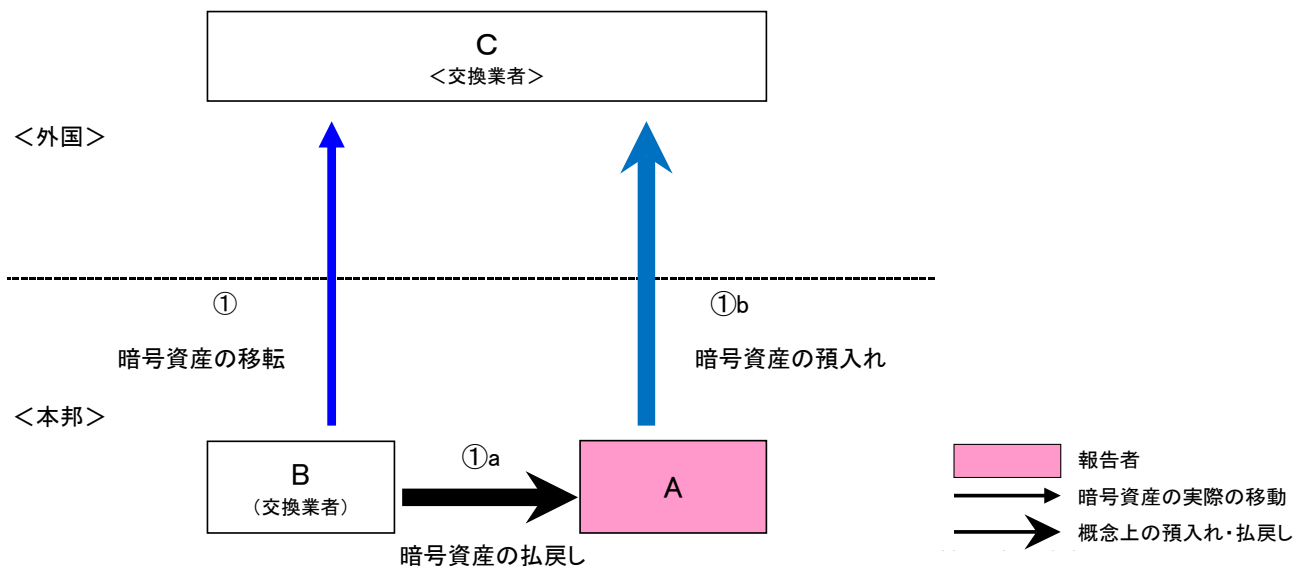 C
＜交換業者＞
＜外国＞
①
①b
暗号資産の移転
暗号資産の預入れ
＜本邦＞
B
（交換業者）
①a
A
暗号資産の払戻し
報告者
暗号資産の実際の移動
概念上の預入れ・払戻し